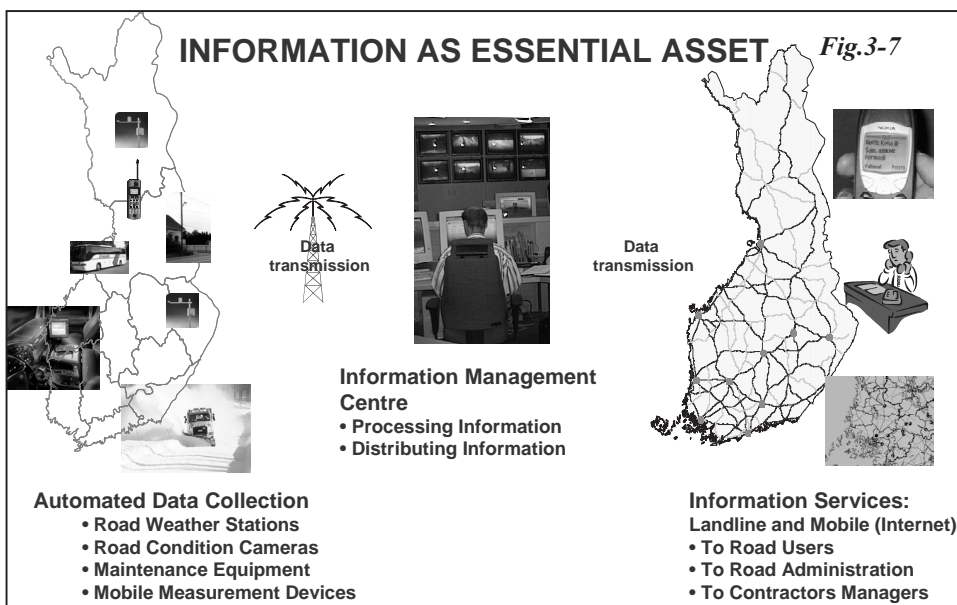 INFORMATION AS ESSENTIAL ASSET
Fig.3-7
NOKIA
Data
transmission
Data
transmission
Information Management
Centre
• Processing Information
• Distributing Information
Automated Data Collection
• Road Weather Stations
• Road Condition Cameras
• Maintenance Equipment
• Mobile Measurement Devices
Information Services:
Landline and Mobile (Internet)
• To Road Users
• To Road Administration
• To Contractors Managers